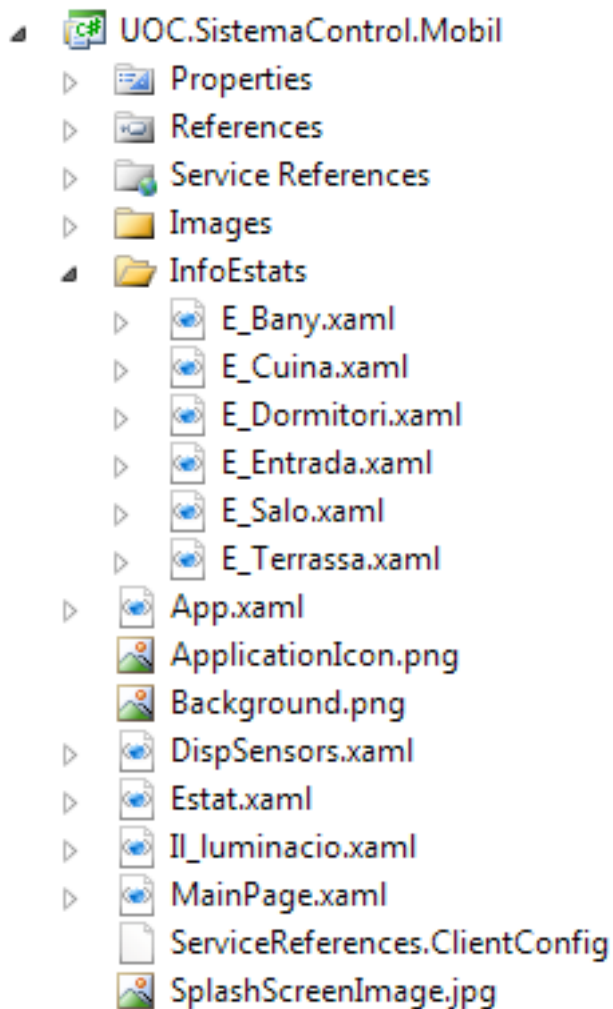 UOC.SistemaControl.Mobil
Properties
References
Service References
Images
InfoEstats
E_Bany.xaml
E_Cuina.xaml
E_Dormitori.xaml
E_Entrada.xaml
E_Salo.xaml
E_Terrassa.xaml
App.xaml
ApplicationIcon.png
Background.png
DispSensors.xaml
Estat.xaml
Il_luminacio.xaml
MainPage.xaml
ServiceReferences.ClientConfig
SplashScreenImage.jpg